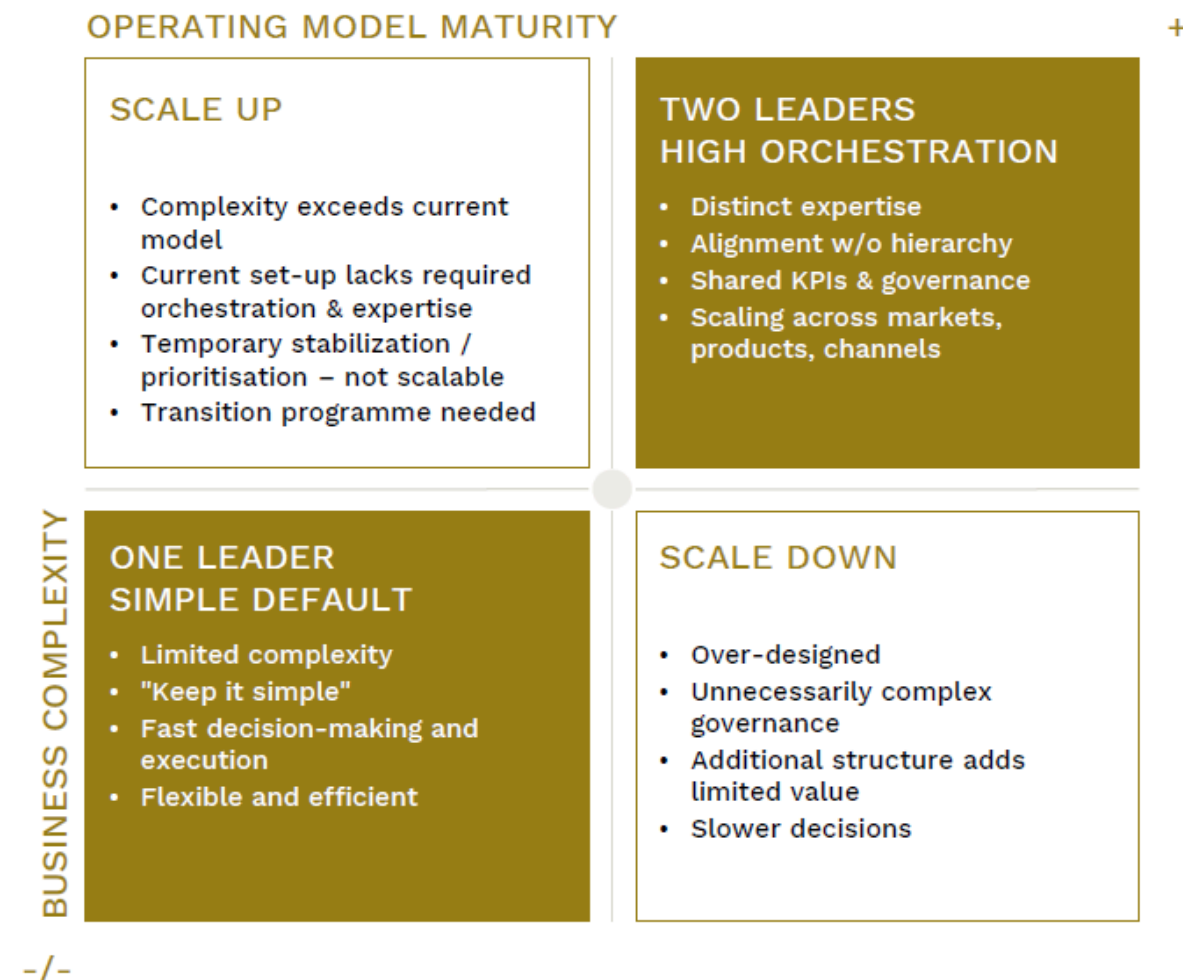 OPERATING MODEL MATURITY
+
SCALE UP
• Complexity exceeds current
model
• Current set-up lacks required
orchestration & expertise
• Temporary stabilization /
prioritisation – not scalable
• Transition programme needed
TWO LEADERS
HIGH ORCHESTRATION
• Distinct expertise
• Alignment w/o hierarchy
• Shared KPIs & governance
• Scaling across markets,
products, channels
BUSINESS COMPLEXITY
ONE LEADER
SIMPLE DEFAULT
• Limited complexity
• "Keep it simple"
• Fast decision-making and
execution
• Flexible and efficient
SCALE DOWN
• Over-designed
• Unnecessarily complex
governance
• Additional structure adds
limited value
• Slower decisions
-/-